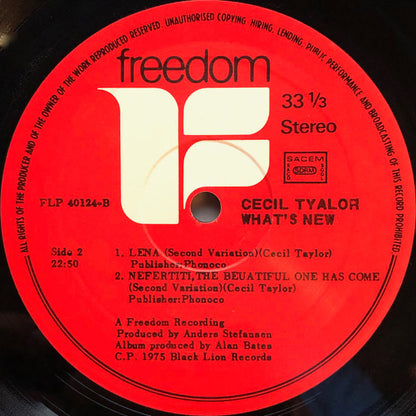 ALL RIGHTS OF THE PRODUCER AND OF THE OWNER OF THE WORK REPRODUCED RESERVED. UNAUTHORISED COPYING, HIRING, LENDING, PUBLIC PERFORMANCE AND BROADCASTING OF THIS RECORD PROHIBITED
freedom
33 1/3
Stereo
SACEM
SDRM
FLP 40124-B
CECIL TYALOR
WHAT'S NEW
Side 2
22:50
1. LENA (Second Variation)(Cecil Taylor)
Publisher:Phonoco
2. NEFERTITI, THE BEUATIFUL ONE HAS COME
(Second Variation)(Cecil Taylor)
Publisher:Phonoco
A Freedom Recording
Produced by Anders Stefansen
Album produced by Alan Bates
C.P. 1975 Black Lion Records